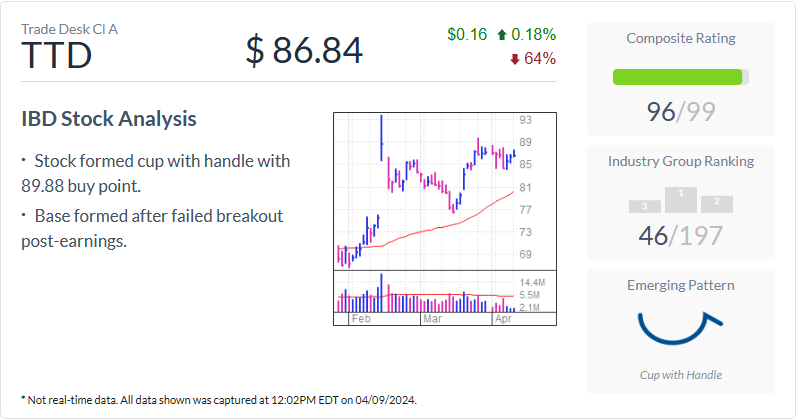 Trade Desk Cl A
TTD
$ 86.84
$0.16 0.18%
64%
IBD Stock Analysis
• Stock formed cup with handle with
89.88 buy point.
• Base formed after failed breakout
post-earnings.
93
89
85
81
77
73
69
14.4M
5.5M
2.1M
Feb Mar Apr
Composite Rating
96/99
Industry Group Ranking
3 1 2
46/197
Emerging Pattern
Cup with Handle
* Not real-time data. All data shown was captured at 12:02PM EDT on 04/09/2024.